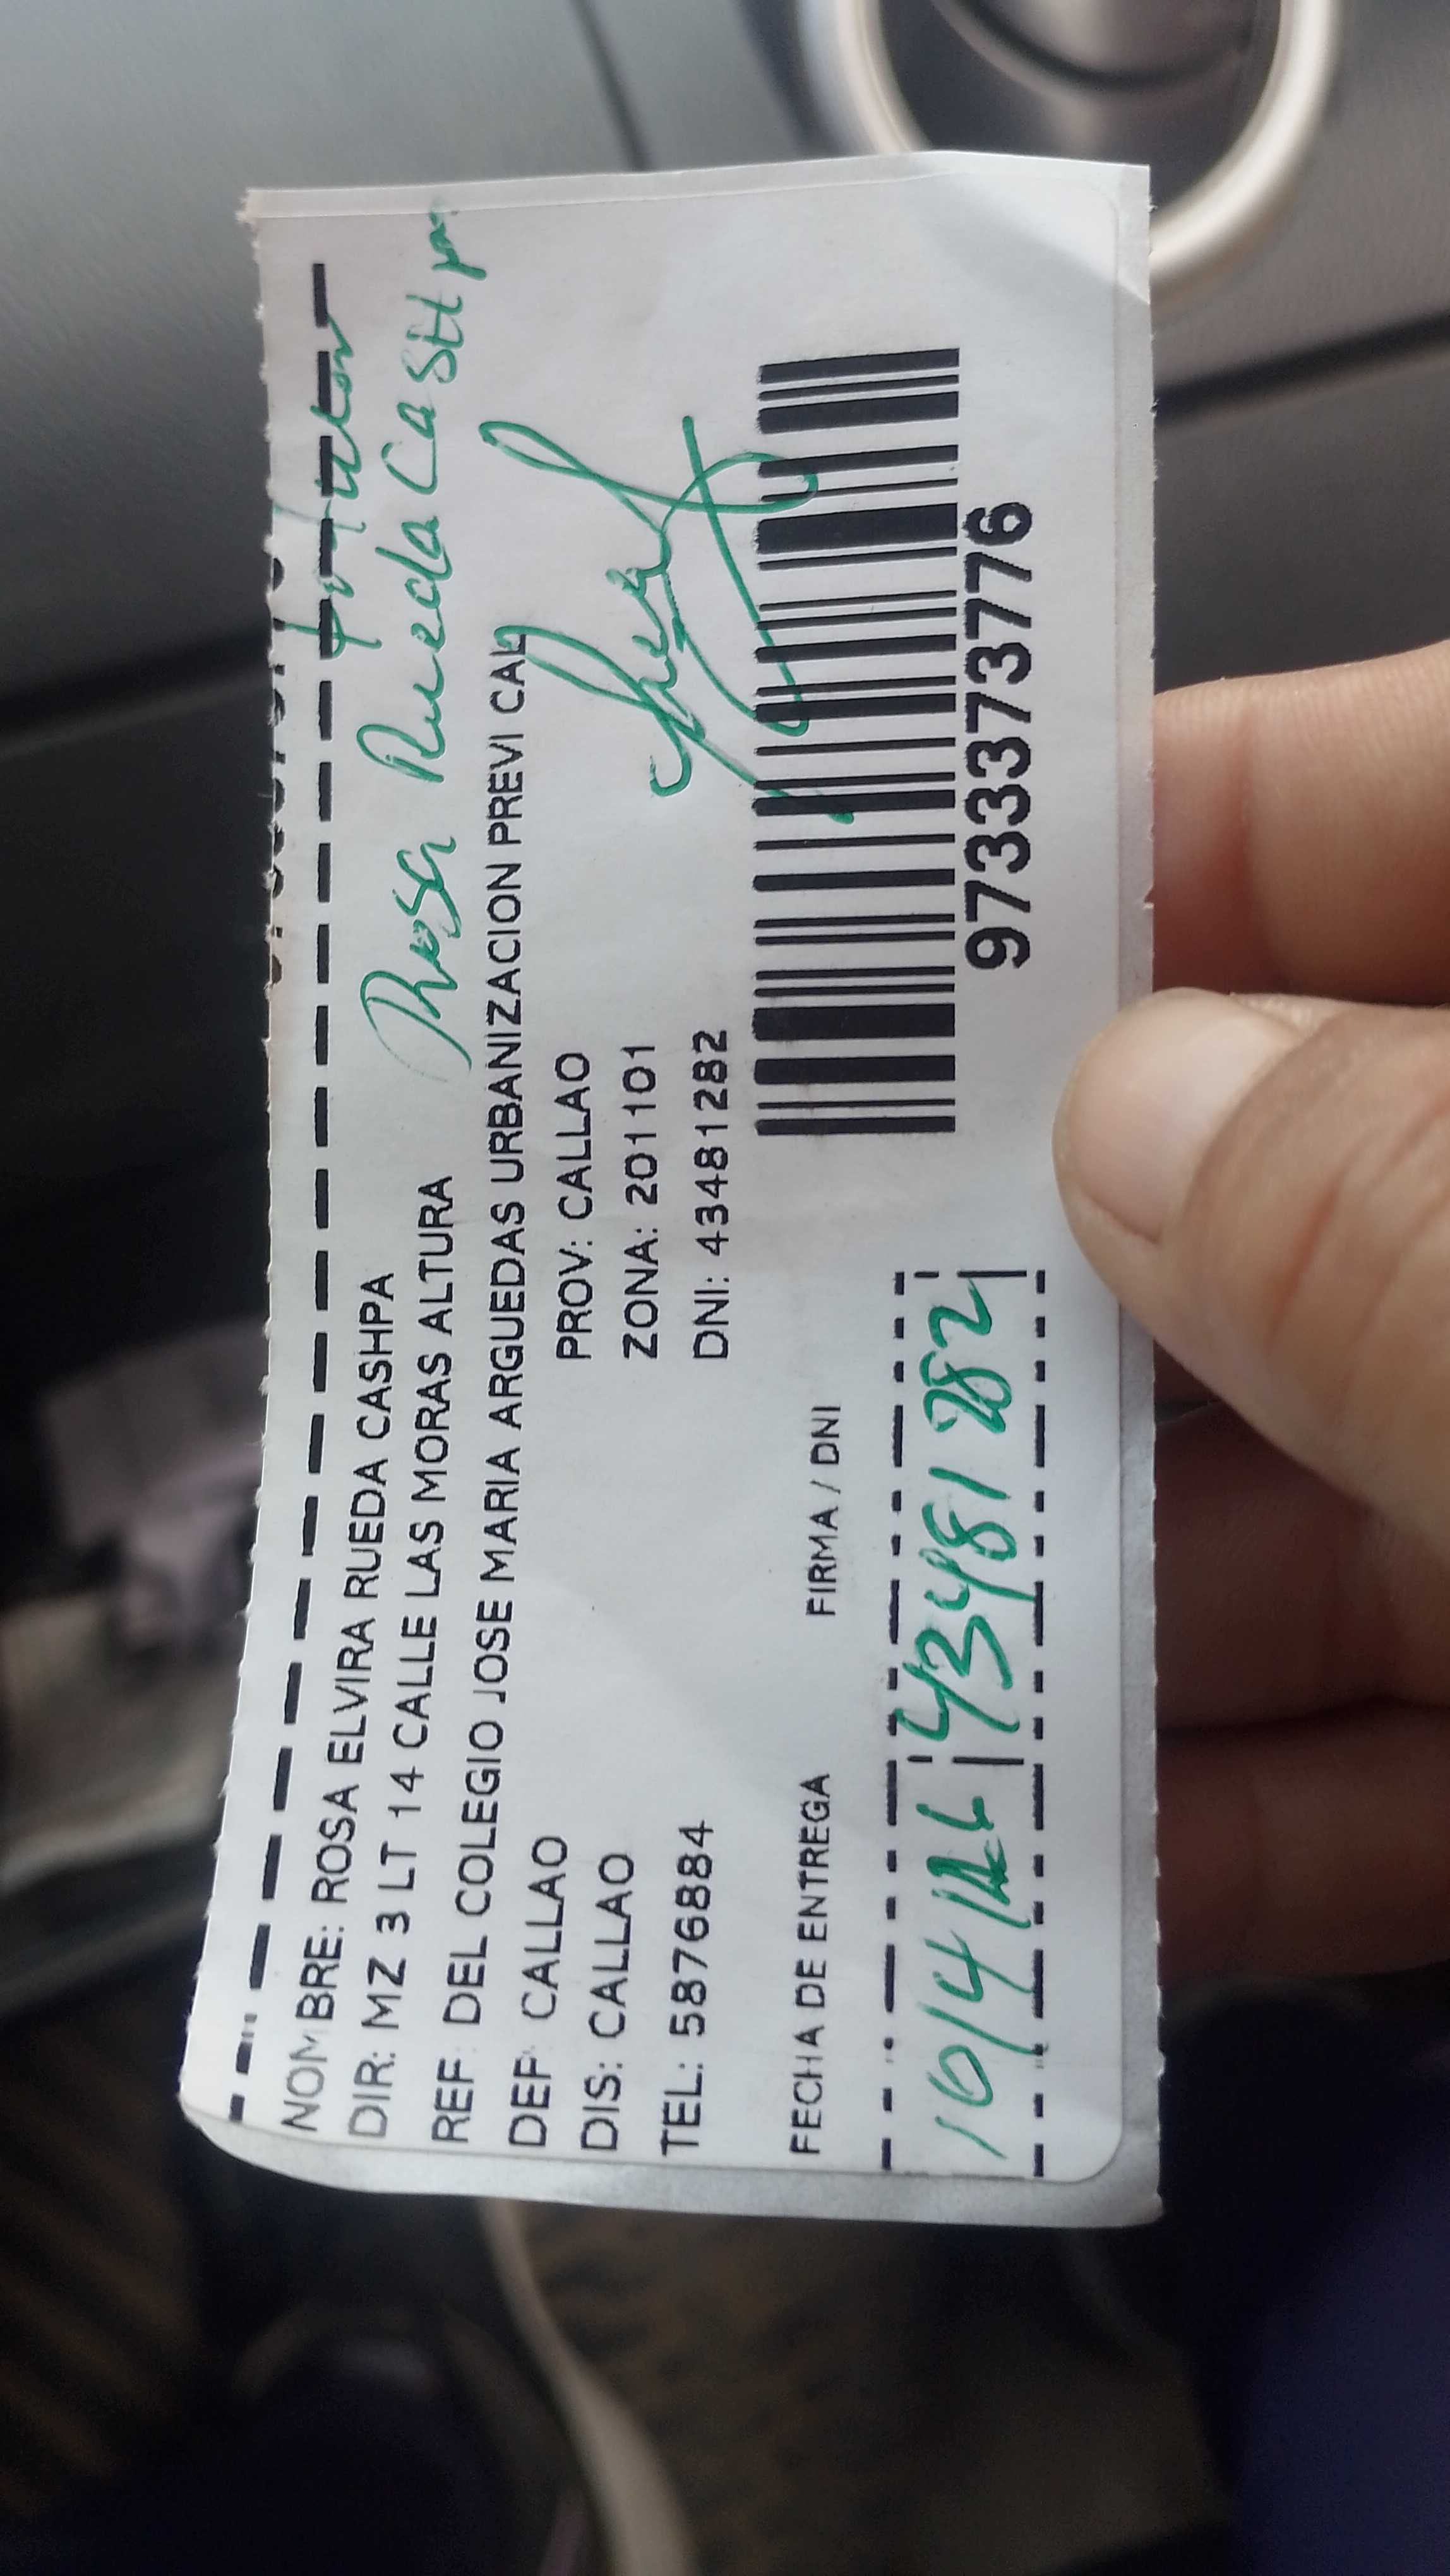 NOMBRE: ROSA ELVIRA RUEDA CASHPA
Rosa Rueda CaSHpa
DIR: MZ 3 LT 14 CALLE LAS MORAS ALTURA
REF: DEL COLEGIO JOSE MARIA ARGUEDAS URBANIZACION PREVI CAL
DEP: CALLAO PROV: CALLAO
DIS: CALLAO ZONA: 201101
TEL: 5876884 DNI: 43481282
9733373776
FECHA DE ENTREGA FIRMA / DNI
10/4/ 43481282